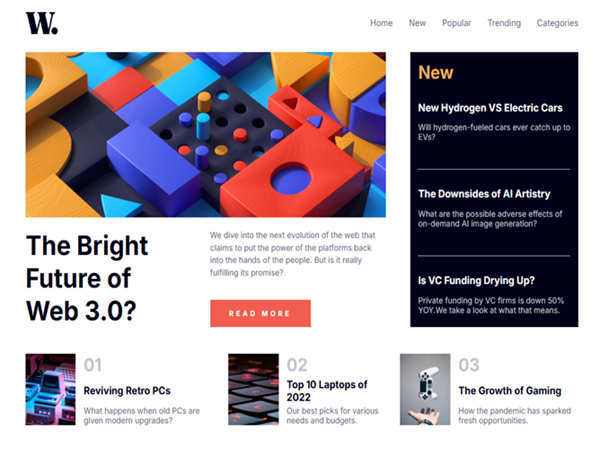 W.
Home New Popular Trending Categories
The Bright
Future of
Web 3.0?
We dive into the next evolution of the web that
claims to put the power of the platforms back
into the hands of the people. But is it really
fulfilling its promise?
READ MORE
New
New Hydrogen VS Electric Cars
Will hydrogen-fueled cars ever catch up to
EVs?
The Downsides of AI Artistry
What are the possible adverse effects of
on-demand AI image generation?
Is VC Funding Drying Up?
Private funding by VC firms is down 50%
YOY.We take a look at what that means.
01
Reviving Retro PCs
What happens when old PCs are
given modern upgrades?
02
Top 10 Laptops of
2022
Our best picks for various
needs and budgets.
03
The Growth of Gaming
How the pandemic has sparked
fresh opportunities.